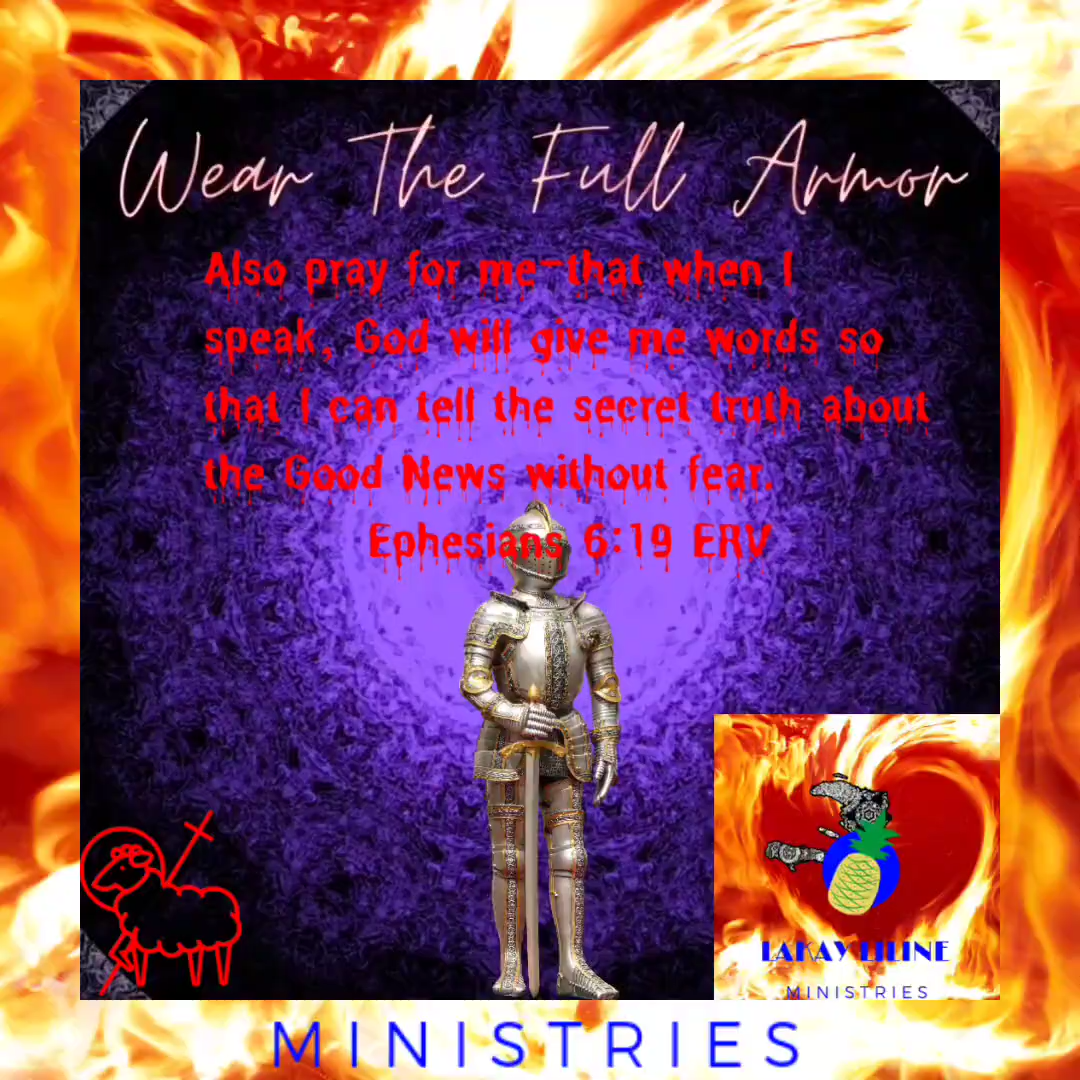 Wear The Full Armor
Also pray for me-that when I
speak, God will give me words so
that I can tell the secret truth about
the Good News without fear.
Ephesians 6:19 ERV
LAKAY LILINE
MINISTRIES
MINISTRIES